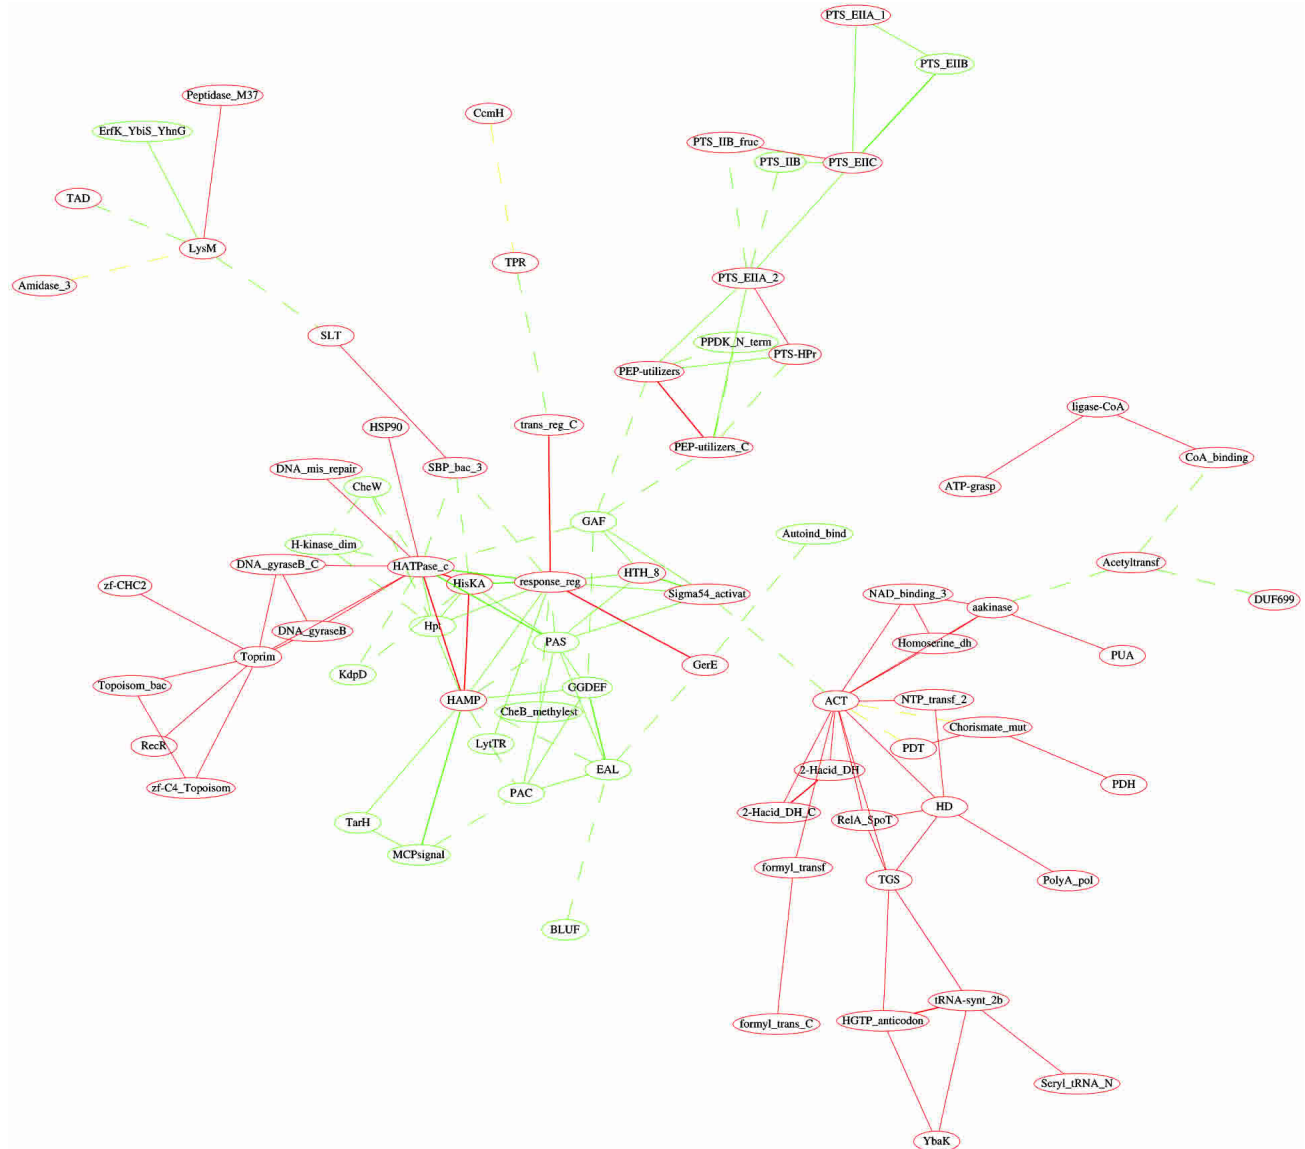 PTS_EIIA_1
PTS_EIIB
Peptidase_M37
CcmH
ErfK_YbiS_YhnG
PTS_IIB_fruc
PTS_IIB
PTS_EIIC
TAD
LysM
TPR
PTS_EIIA_2
Amidase_3
SLT
PPDK_N_term
PTS-HPr
PEP-utilizers
ligase-CoA
trans_reg_C
HSP90
PEP-utilizers_C
CoA_binding
DNA_mis_repair
SBP_bac_3
CheW
ATP-grasp
GAF
Autoind_bind
H-kinase_dim
DNA_gyraseB_C
HATPase_c
HisKA
response_reg
HTH_8
Acetyltransf
zf-CHC2
Sigma54_activat
NAD_binding_3
DUF699
aakinase
DNA_gyraseB
Hpt
PAS
Homoserine_dh
Toprim
GerE
PUA
KdpD
Topoisom_bac
GGDEF
HAMP
ACT
NTP_transf_2
CheB_methylest
Chorismate_mut
RecR
LytTR
PDT
EAL
2-Hacid_DH
zf-C4_Topoisom
PAC
PDH
2-Hacid_DH_C
HD
TarH
RelA_SpoT
MCPsignal
formyl_transf
TGS
PolyA_pol
BLUF
tRNA-synt_2b
formyl_trans_C
HGTP_anticodon
Seryl_tRNA_N
YbaK